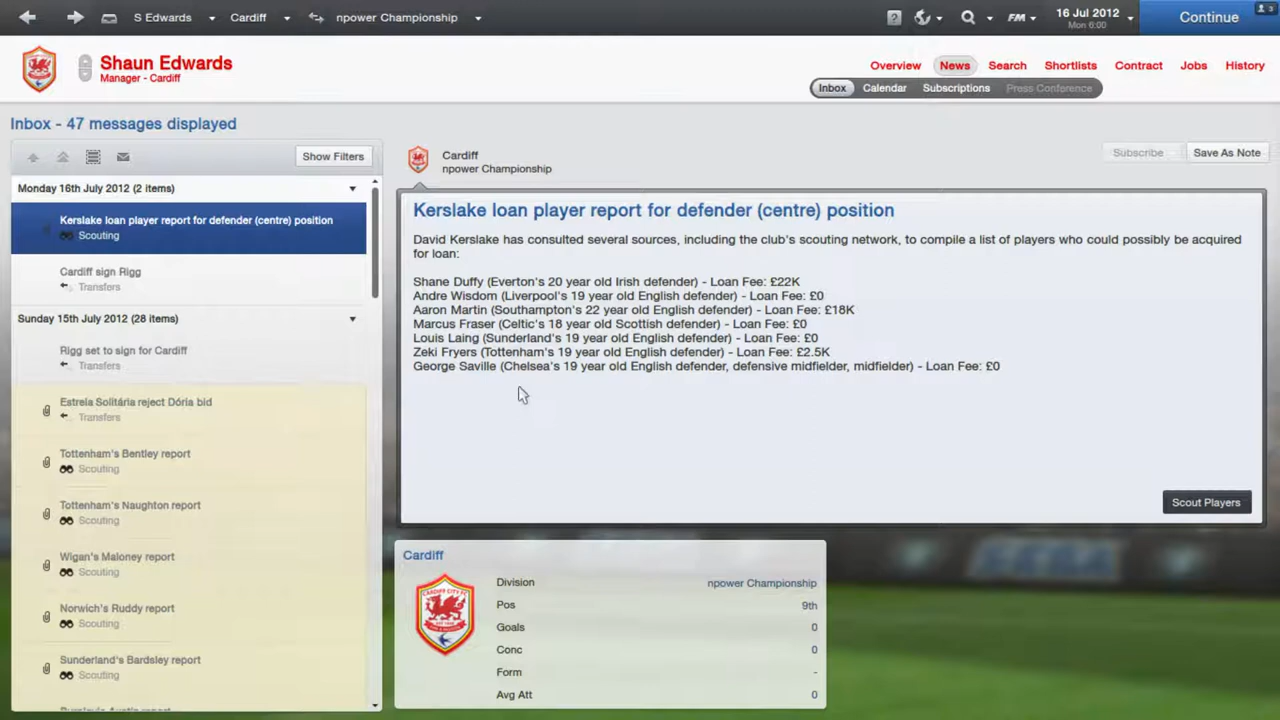 S Edwards
Cardiff
npower Championship
?
FM
16 Jul 2012
Mon 6:00
Continue
3
Shaun Edwards
Manager - Cardiff
Overview
News
Search
Shortlists
Contract
Jobs
History
Inbox
Calendar
Subscriptions
Press Conference
Inbox - 47 messages displayed
Show Filters
Monday 16th July 2012 (2 items)
Kerslake loan player report for defender (centre) position
Scouting
Cardiff sign Rigg
Transfers
Sunday 15th July 2012 (28 items)
Rigg set to sign for Cardiff
Transfers
Estrela Solitária reject Dória bid
Transfers
Tottenham's Bentley report
Scouting
Tottenham's Naughton report
Scouting
Wigan's Maloney report
Scouting
Norwich's Ruddy report
Scouting
Sunderland's Bardsley report
Scouting
Cardiff
npower Championship
Subscribe
Save As Note
Kerslake loan player report for defender (centre) position
David Kerslake has consulted several sources, including the club's scouting network, to compile a list of players who could possibly be acquired
for loan:
Shane Duffy (Everton's 20 year old Irish defender) - Loan Fee: £22K
Andre Wisdom (Liverpool's 19 year old English defender) - Loan Fee: £0
Aaron Martin (Southampton's 22 year old English defender) - Loan Fee: £18K
Marcus Fraser (Celtic's 18 year old Scottish defender) - Loan Fee: £0
Louis Laing (Sunderland's 19 year old English defender) - Loan Fee: £0
Zeki Fryers (Tottenham's 19 year old English defender) - Loan Fee: £2.5K
George Saville (Chelsea's 19 year old English defender, defensive midfielder, midfielder) - Loan Fee: £0
Scout Players
Cardiff
CARDIFF CITY FC
Division npower Championship
Pos 9th
Goals 0
Conc 0
Form -
Avg Att 0
SEGA